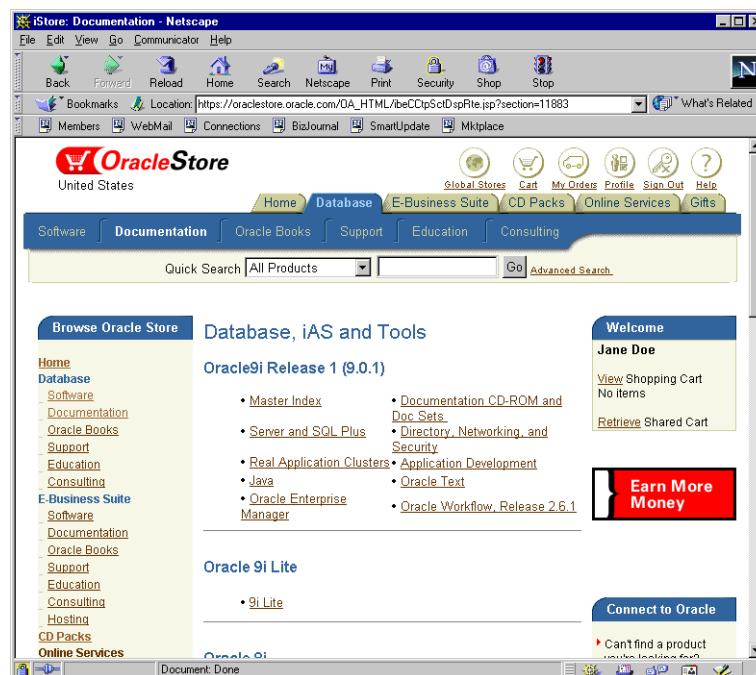 iStore: Documentation - Netscape
File Edit View Go Communicator Help
Back Forward Reload Home Search Netscape Print Security Shop Stop
N
Bookmarks Location: https://oraclestore.oracle.com/OA_HTML/ibeCCtpSctDspRte.jsp?section=11883 What's Related
Members WebMail Connections BizJournal SmartUpdate Mktplace
OracleStore
United States
Global Stores Cart My Orders Profile Sign Out Help
Home Database E-Business Suite CD Packs Online Services Gifts
Software Documentation Oracle Books Support Education Consulting
Quick Search All Products Go Advanced Search
Browse Oracle Store
Home
Database
Software
Documentation
Oracle Books
Support
Education
Consulting
E-Business Suite
Software
Documentation
Oracle Books
Support
Education
Consulting
Hosting
CD Packs
Online Services
Database, iAS and Tools
Oracle9i Release 1 (9.0.1)
• Master Index
• Documentation CD-ROM and
Doc Sets
• Server and SQL Plus
• Directory, Networking, and
Security
• Real Application Clusters
• Application Development
• Java
• Oracle Text
• Oracle Enterprise
Manager
• Oracle Workflow, Release 2.6.1
Oracle 9i Lite
• 9i Lite
Oracle 9i
Welcome
Jane Doe
View Shopping Cart
No items
Retrieve Shared Cart
Earn More
Money
Connect to Oracle
Can't find a product
you're looking for?
Document: Done